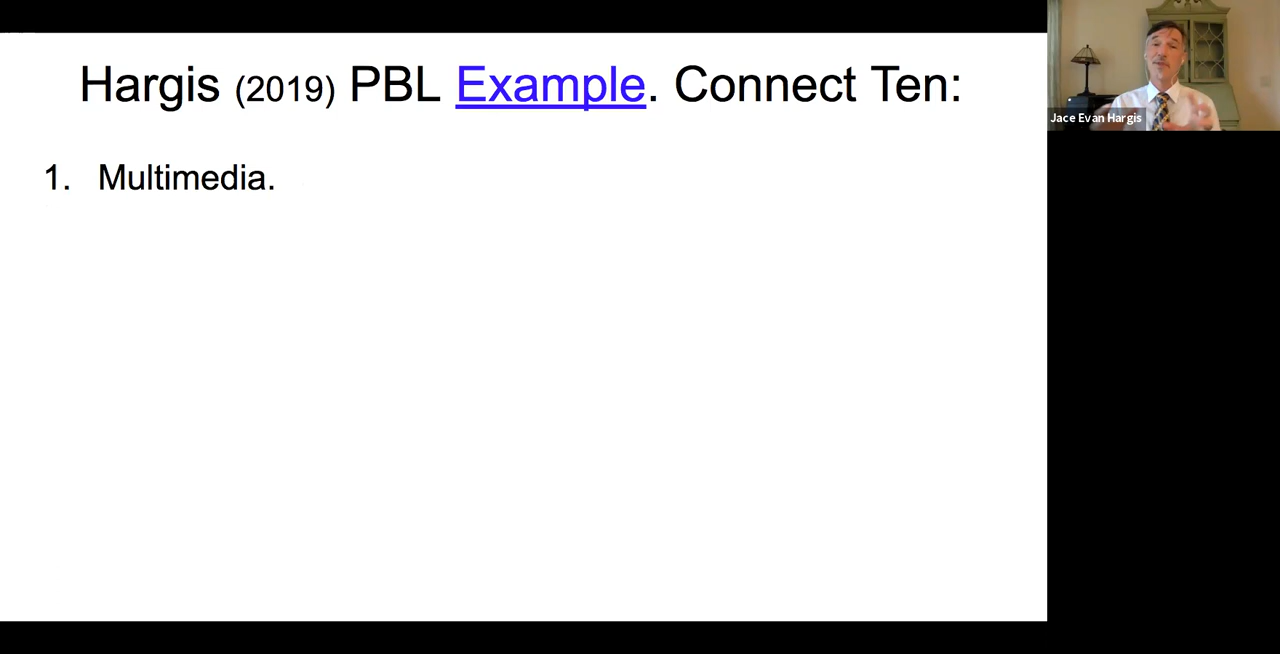 Hargis (2019) PBL Example. Connect Ten:
1. Multimedia.
Jace Evan Hargis